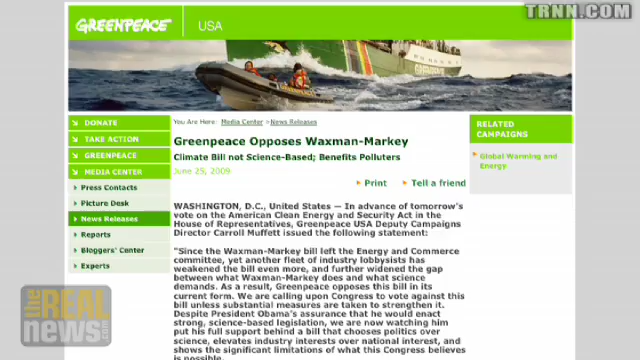 TRNN.COM
GREENPEACE USA
DONATE
TAKE ACTION
GREENPEACE
MEDIA CENTER
Press Contacts
Picture Desk
News Releases
Reports
Bloggers' Center
Experts
You Are Here: Media Center >News Releases
Greenpeace Opposes Waxman-Markey
Climate Bill not Science-Based; Benefits Polluters
June 25, 2009
Print Tell a friend
WASHINGTON, D.C., United States — In advance of tomorrow's
vote on the American Clean Energy and Security Act in the
House of Representatives, Greenpeace USA Deputy Campaigns
Director Carroll Muffett issued the following statement:
"Since the Waxman-Markey bill left the Energy and Commerce
committee, yet another fleet of industry lobbyists has
weakened the bill even more, and further widened the gap
between what Waxman-Markey does and what science
demands. As a result, Greenpeace opposes this bill in its
current form. We are calling upon Congress to vote against this
bill unless substantial measures are taken to strengthen it.
Despite President Obama's assurance that he would enact
strong, science-based legislation, we are now watching him
put his full support behind a bill that chooses politics over
science, elevates industry interests over national interest, and
shows the significant limitations of what this Congress believes
is possible.
RELATED
CAMPAIGNS
Global Warming and
Energy
the REAL
news.com